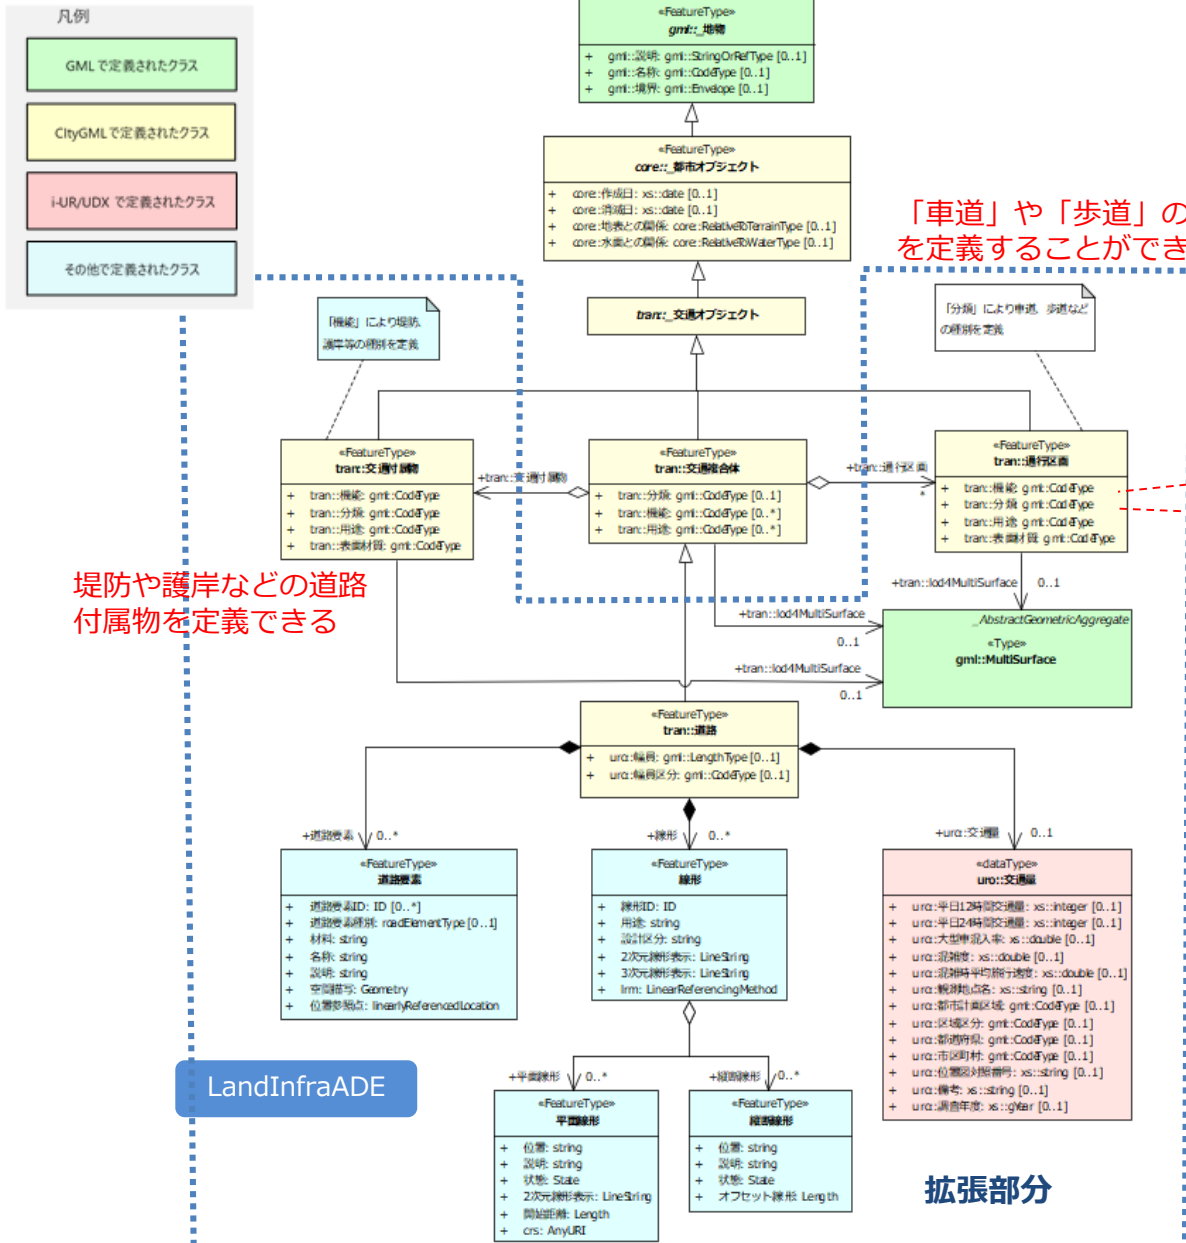 凡例
GMLで定義されたクラス
CItyGMLで定義されたクラス
i-UR/UDX で定義されたクラス
その他で定義されたクラス
«FeatureType»
gml::_地物
+ gml::説明: gml::StringOrRefType [0..1]
+ gml::名称: gml::CodeType [0..1]
+ gml::境界: gml::Envelope [0..1]
«FeatureType»
core::_都市オブジェクト
+ core::作成日: xs::date [0..1]
+ core::消滅日: xs::date [0..1]
+ core::地表との関係: core::RelativeToTerrainType [0..1]
+ core::水面との関係: core::RelativeToWaterType [0..1]
「車道」や「歩道」の
を定義することができ
tran::_交通オブジェクト
「機能」により堤防、
護岸等の種別を定義
「分類」により車道、歩道など
の種別を定義
«FeatureType»
tran::交通付属物
+ tran::機能: gml::CodeType
+ tran::分類: gml::CodeType
+ tran::用途: gml::CodeType
+ tran::表面材質: gml::CodeType
+tran::交通付属物
«FeatureType»
tran::交通複合体
+ tran::分類: gml::CodeType [0..1]
+ tran::機能: gml::CodeType [0..*]
+ tran::用途: gml::CodeType [0..*]
+tran::通行区画
*
«FeatureType»
tran::通行区画
+ tran::機能: gml::CodeType
+ tran::分類: gml::CodeType
+ tran::用途: gml::CodeType
+ tran::表面材質: gml::CodeType
堤防や護岸などの道路
付属物を定義できる
+tran::lod4MultiSurface 0..1
+tran::lod4MultiSurface
0..1
+tran::lod4MultiSurface
0..1
_AbstractGeometricAggregate
«Type»
gml::MultiSurface
«FeatureType»
tran::道路
+ uro::幅員: gml::LengthType [0..1]
+ uro::幅員区分: gml::CodeType [0..1]
+道路要素 0..*
+線形 0..*
+uro::交通量 0..1
«FeatureType»
道路要素
+ 道路要素ID: ID [0..*]
+ 道路要素種別: roadElementType [0..1]
+ 材料: string
+ 名称: string
+ 説明: string
+ 空間描写: Geometry
+ 位置参照点: linearlyReferencedLocation
«FeatureType»
線形
+ 線形ID: ID
+ 用途: string
+ 設計区分: string
+ 2次元線形表示: LineString
+ 3次元線形表示: LineString
+ lrm: LinearReferencingMethod
«dataType»
uro::交通量
+ uro::平日12時間交通量: xs::integer [0..1]
+ uro::平日24時間交通量: xs::integer [0..1]
+ uro::大型車混入率: xs::double [0..1]
+ uro::混雑度: xs::double [0..1]
+ uro::混雑時平均旅行速度: xs::double [0..1]
+ uro::観測地点名: xs::string [0..1]
+ uro::都市計画区域: gml::CodeType [0..1]
+ uro::区域区分: gml::CodeType [0..1]
+ uro::都道府県: gml::CodeType [0..1]
+ uro::市区町村: gml::CodeType [0..1]
+ uro::位置図対照番号: xs::string [0..1]
+ uro::備考: xs::string [0..1]
+ uro::調査年度: xs::gYear [0..1]
LandInfraADE
+平面線形 0..*
+縦断線形 0..*
«FeatureType»
平面線形
+ 位置: string
+ 説明: string
+ 状態: State
+ 2次元線形表示: LineString
+ 開始距離: Length
+ crs: AnyURI
«FeatureType»
縦断線形
+ 位置: string
+ 説明: string
+ 状態: State
+ オフセット線形: Length
拡張部分